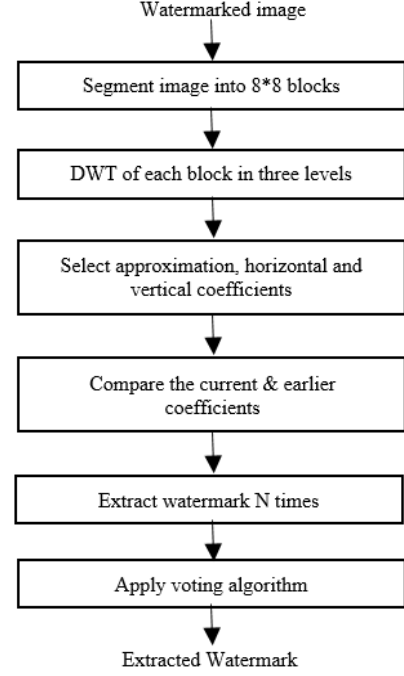 Watermarked image
Segment image into 8*8 blocks
DWT of each block in three levels
Select approximation, horizontal and
vertical coefficients
Compare the current & earlier
coefficients
Extract watermark N times
Apply voting algorithm
Extracted Watermark